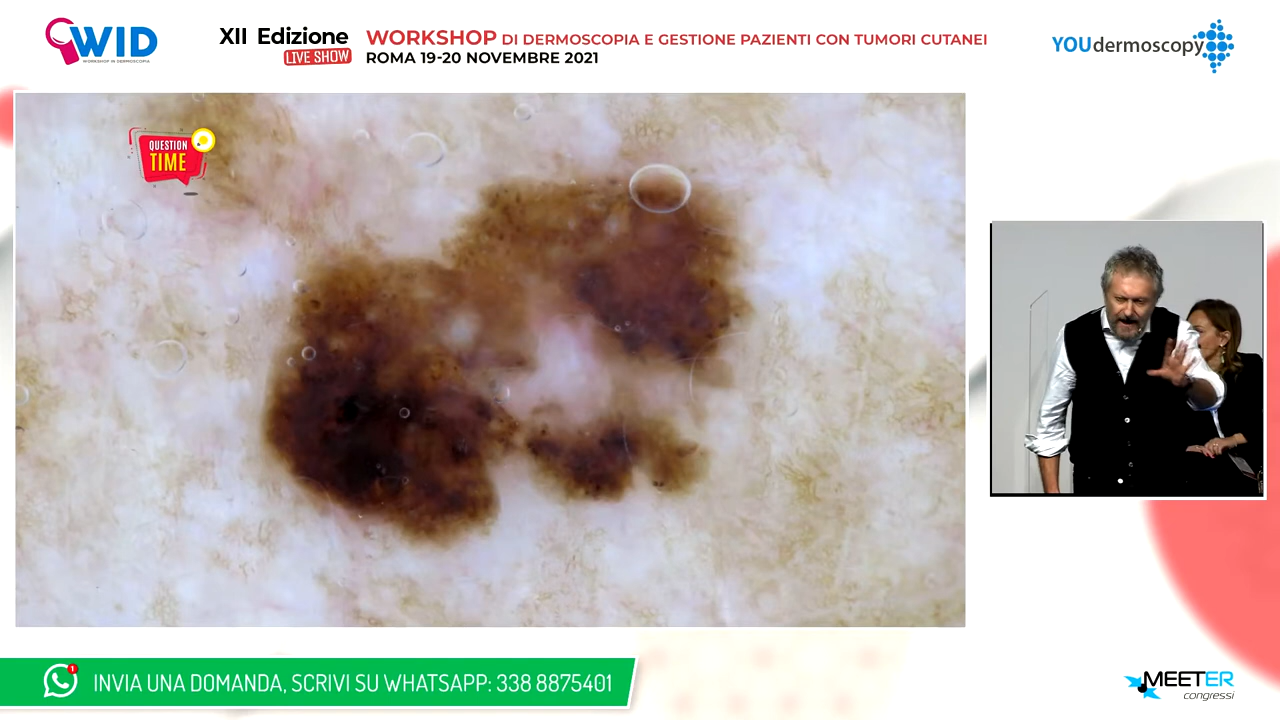 WID
WORKSHOP IN DERMOSCOPIA
XII Edizione
LIVE SHOW
WORKSHOP DI DERMOSCOPIA E GESTIONE PAZIENTI CON TUMORI CUTANEI
ROMA 19-20 NOVEMBRE 2021
YOUdermoscopy
QUESTION
TIME
1
INVIA UNA DOMANDA, SCRIVI SU WHATSAPP: 338 8875401
MEETER
congressi